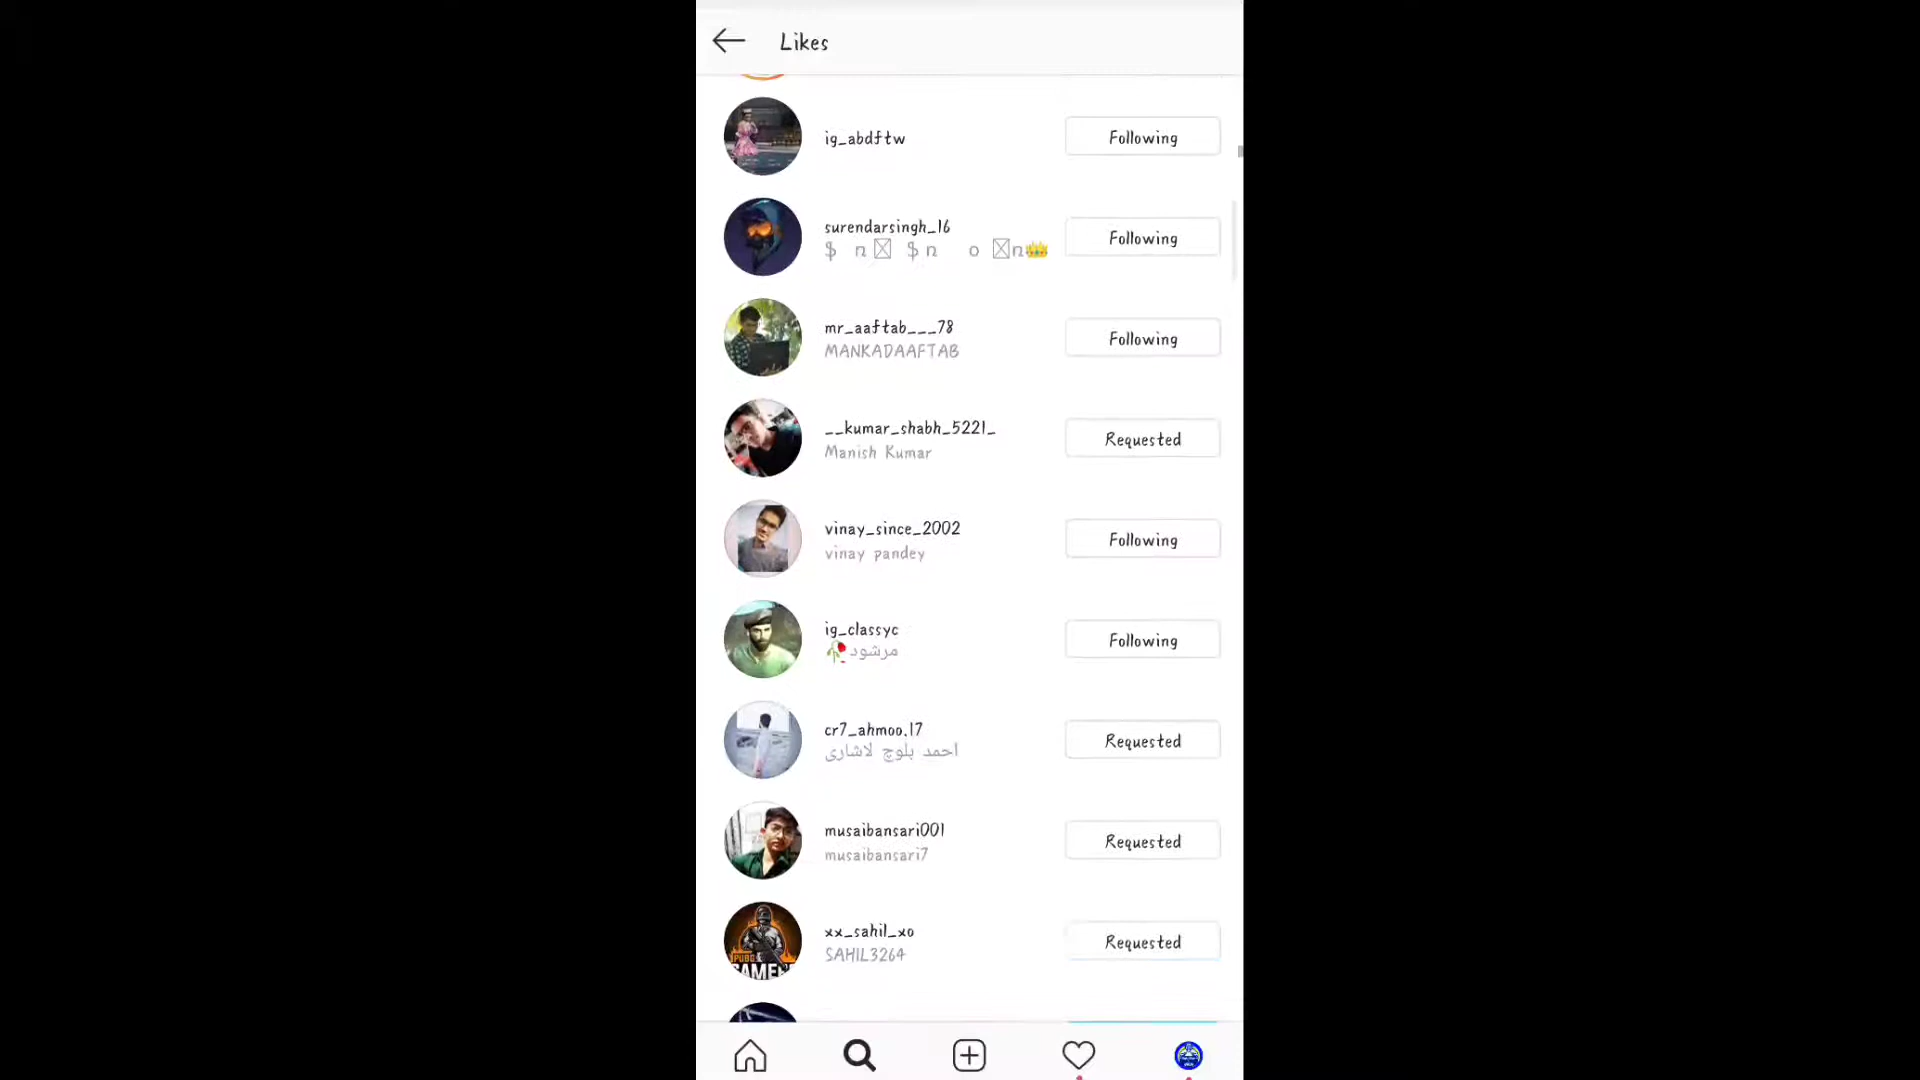 Likes
ig_abdftw
Following
surendarsingh_16
Following
mr_aaftab___78
MANKADAAFTAB
Following
__kumar_shabh_5221_
Manish Kumar
Requested
vinay_since_2002
vinay pandey
Following
ig_classyc
مرشود🥀
Following
cr7_ahmoo.17
احمد بلوچ لاشاری
Requested
musaibansari001
musaibansari7
Requested
xx_sahil_xo
SAHIL3264
Requested
PUBG